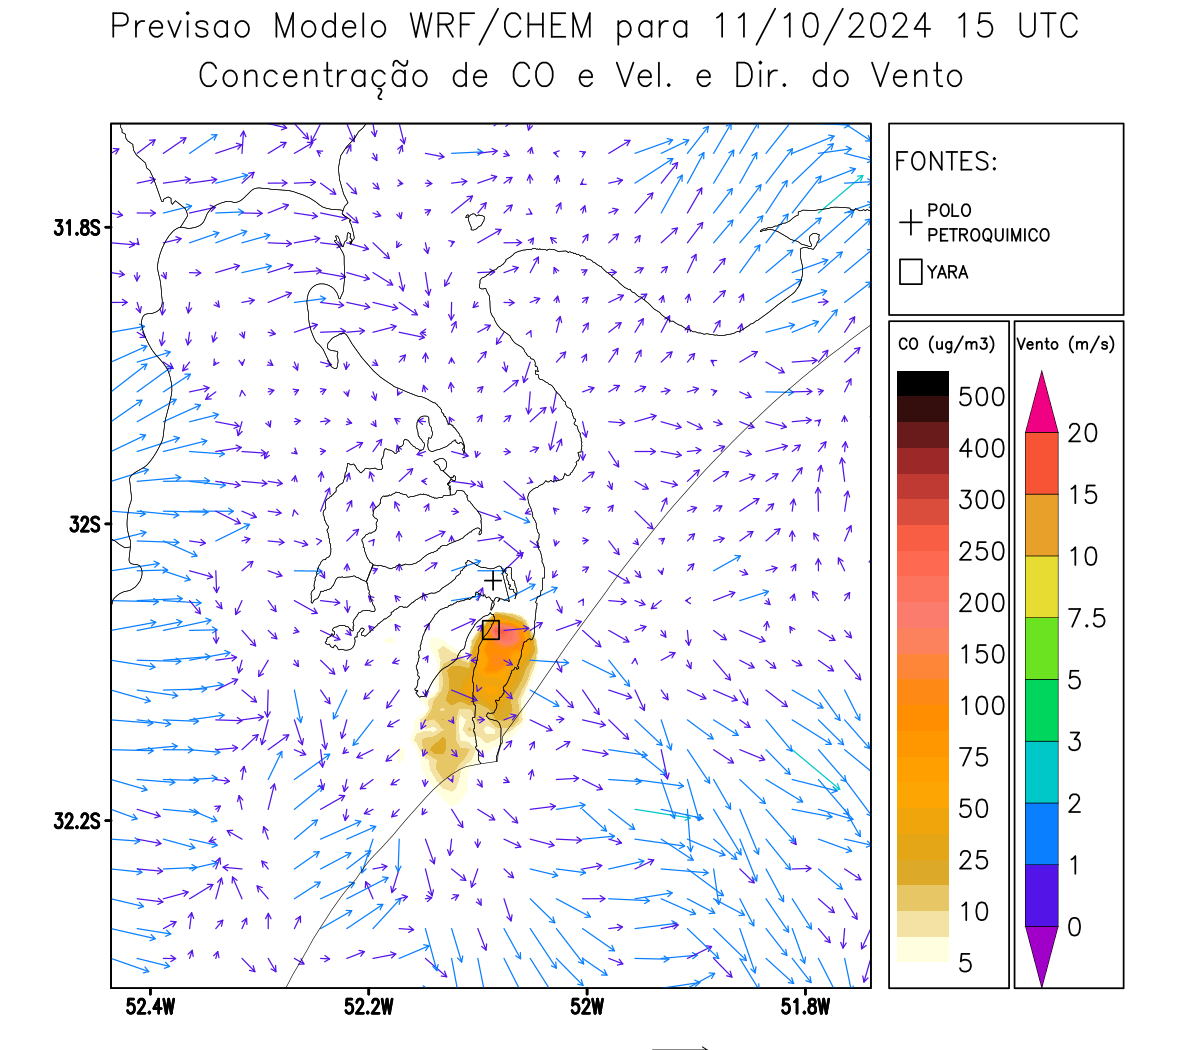 Previsao Modelo WRF/CHEM para 11/10/2024 15 UTC
Concentração de CO e Vel. e Dir. do Vento
FONTES:
POLO
PETROQUIMICO
YARA
CO (ug/m3)
500
400
300
250
200
150
100
75
50
25
10
5
Vento (m/s)
20
15
10
7.5
5
3
2
1
0
31.8S
32S
32.2S
52.4W
52.2W
52W
51.8W